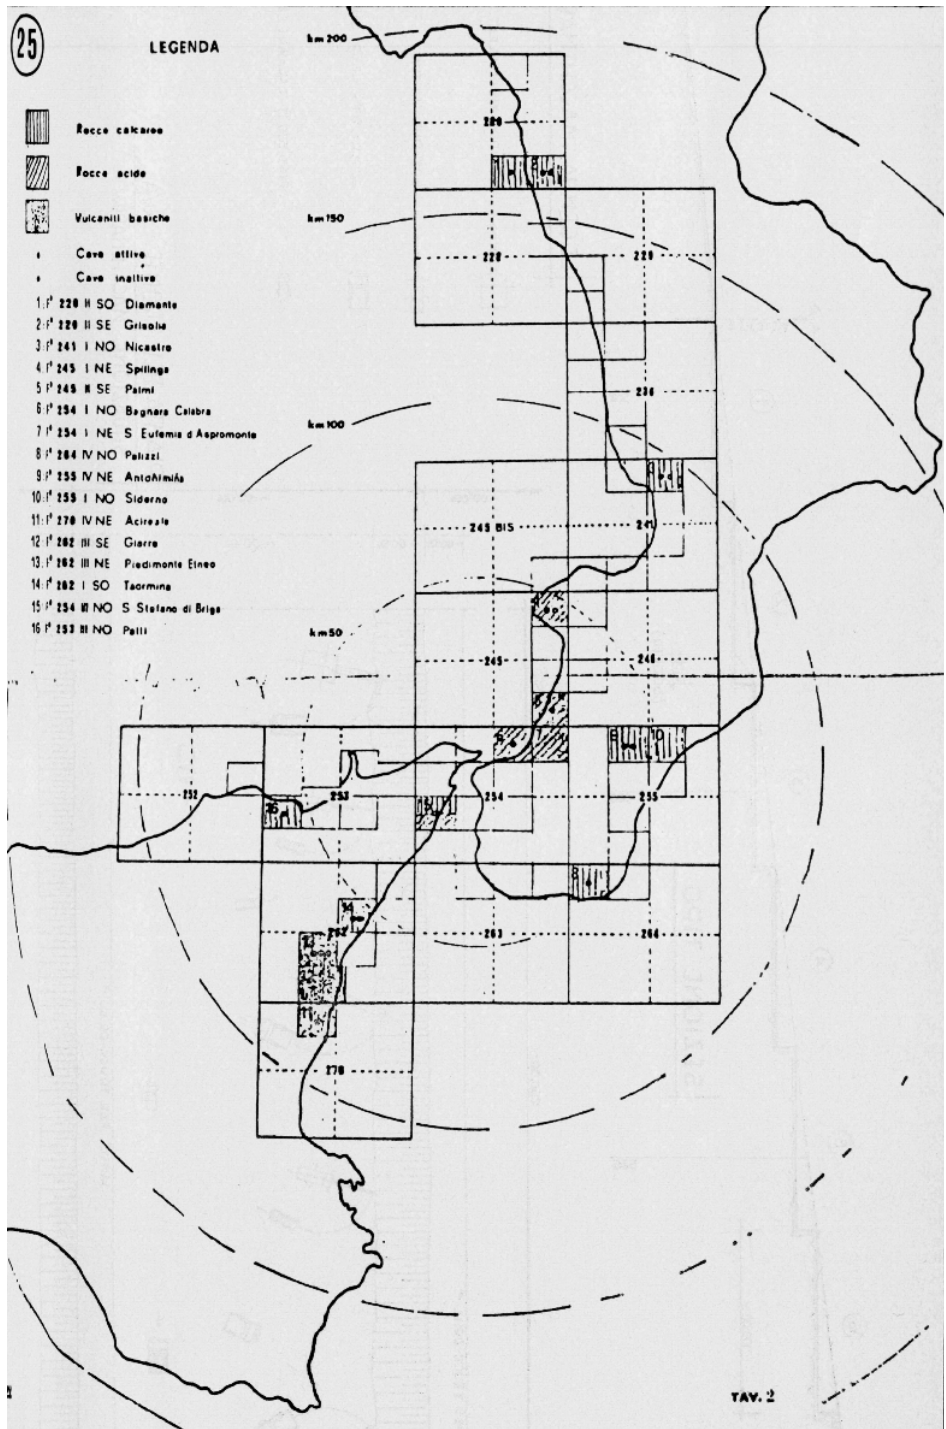 25
LEGENDA
Rocce calcaree
Rocce acide
Vulcaniti basiche
Cave attive
Cave inattive
1: F° 220 II SO Diamante
2: F° 220 II SE Grisolia
3: F° 241 I NO Nicastro
4: F° 245 I NE Spilinga
5: F° 245 II SE Palmi
6: F° 254 I NO Bagnara Calabra
7: F° 254 I NE S Eufemia d Aspromonte
8: F° 264 IV NO Palizzi
9: F° 255 IV NE Antonimina
10: F° 255 I NO Siderno
11: F° 270 IV NE Acireale
12: F° 262 III SE Giarre
13: F° 262 III NE Piedimonte Etneo
14: F° 262 I SO Taormina
15: F° 254 III NO S Stefano di Briga
16 F° 253 III NO Patti
km 200
km 150
km 100
km 50
220
228
229
236
245 BIS
241
245
246
252
253
254
255
262
263
264
270
TAV. 2